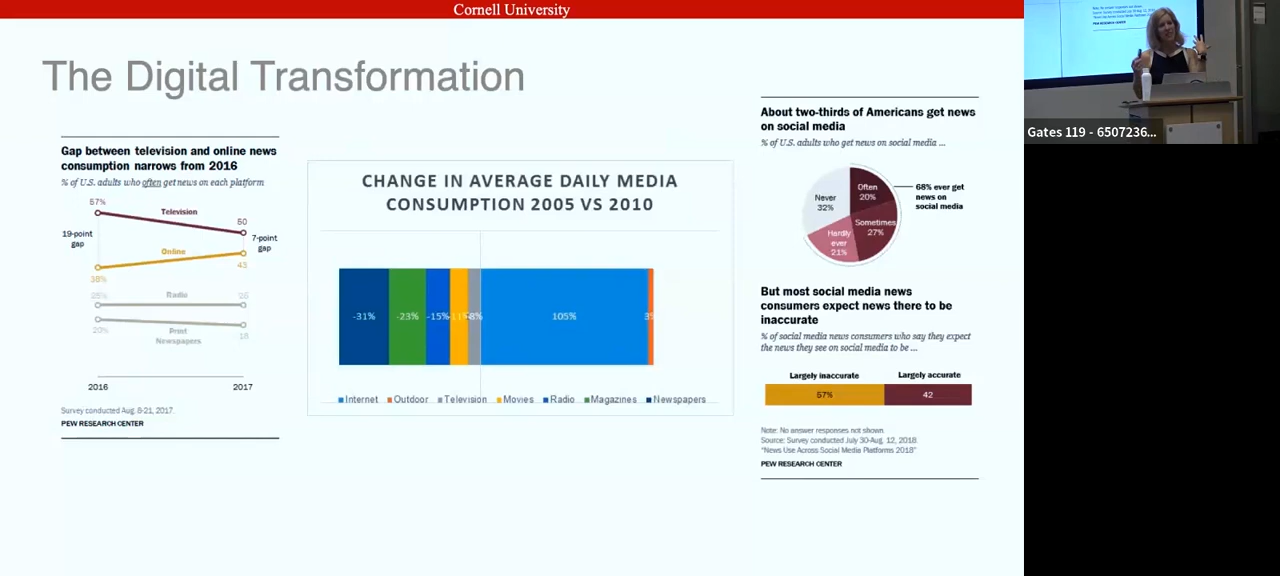 Cornell University
The Digital Transformation
Gap between television and online news
consumption narrows from 2016
% of U.S. adults who often get news on each platform
57%
Television
50
19-point
gap
7-point
gap
Online
38%
43
25%
Radio
26
20%
Print
Newspapers
18
2016
2017
Survey conducted Aug. 8-21, 2017.
PEW RESEARCH CENTER
CHANGE IN AVERAGE DAILY MEDIA
CONSUMPTION 2005 VS 2010
-31%
-23%
-15%
-8%
105%
Internet Outdoor Television Movies Radio Magazines Newspapers
About two-thirds of Americans get news
on social media
% of U.S. adults who get news on social media ...
Never
32%
Often
20%
Sometimes
27%
Hardly
ever
21%
68% ever get
news on
social media
But most social media news
consumers expect news there to be
inaccurate
% of social media news consumers who say they expect
the news they see on social media to be ...
Largely inaccurate
Largely accurate
57%
42
Note: No answer responses not shown.
Source: Survey conducted July 30-Aug. 12, 2018.
"News Use Across Social Media Platforms 2018"
PEW RESEARCH CENTER
Gates 119 - 6507236...